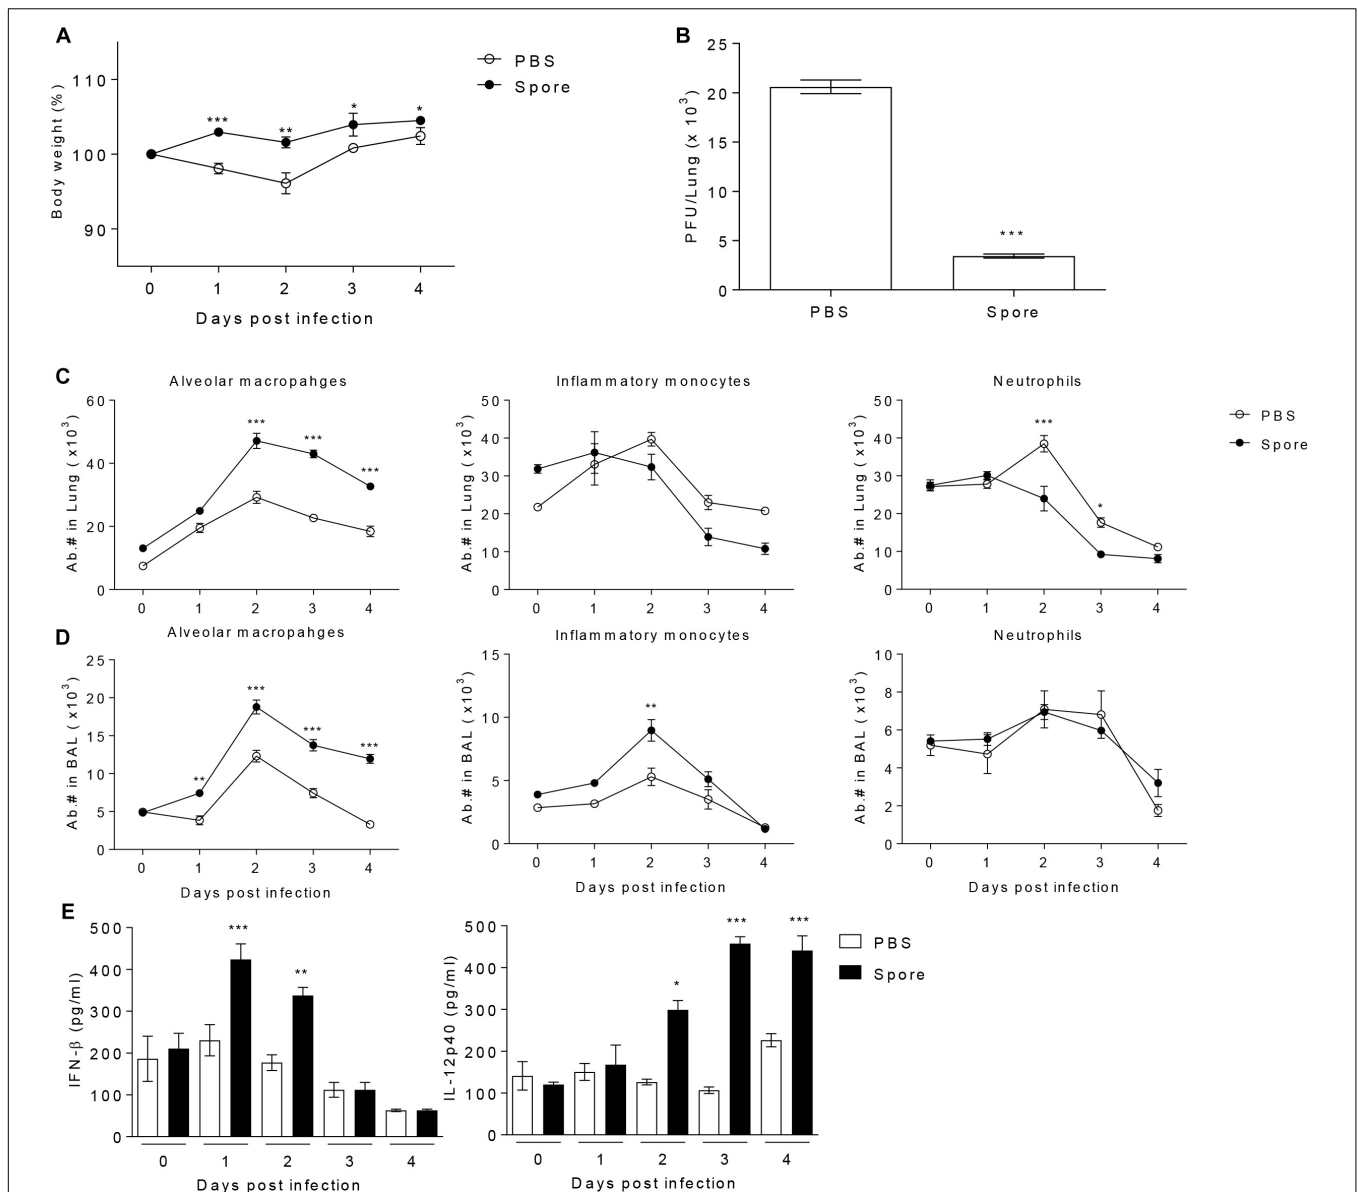 A
110
100
90
Body weight (%)
*** ** * *
0 1 2 3 4
Days post infection
PBS
Spore
B
25
20
15
10
5
0
PFU/Lung (x 10³)
***
PBS Spore
C
Alveolar macropahges
60
40
20
0
Ab.# in Lung (x10³)
*** *** ***
0 1 2 3 4
Inflammatory monocytes
50
40
30
20
10
0
Ab.# in Lung (x10³)
0 1 2 3 4
Neutrophils
50
40
30
20
10
0
Ab.# in Lung (x10³)
*** *
0 1 2 3 4
PBS
Spore
D
Alveolar macropahges
25
20
15
10
5
0
Ab.# in BAL (x10³)
** *** *** ***
0 1 2 3 4
Days post infection
Inflammatory monocytes
15
10
5
0
Ab.# in BAL (x10³)
**
0 1 2 3 4
Days post infection
Neutrophils
10
8
6
4
2
0
Ab.# in BAL (x10³)
0 1 2 3 4
Days post infection
E
500
400
300
200
100
0
IFN-β (pg/ml)
*** **
0 1 2 3 4
Days post infection
500
400
300
200
100
0
IL-12p40 (pg/ml)
* *** ***
0 1 2 3 4
Days post infection
PBS
Spore